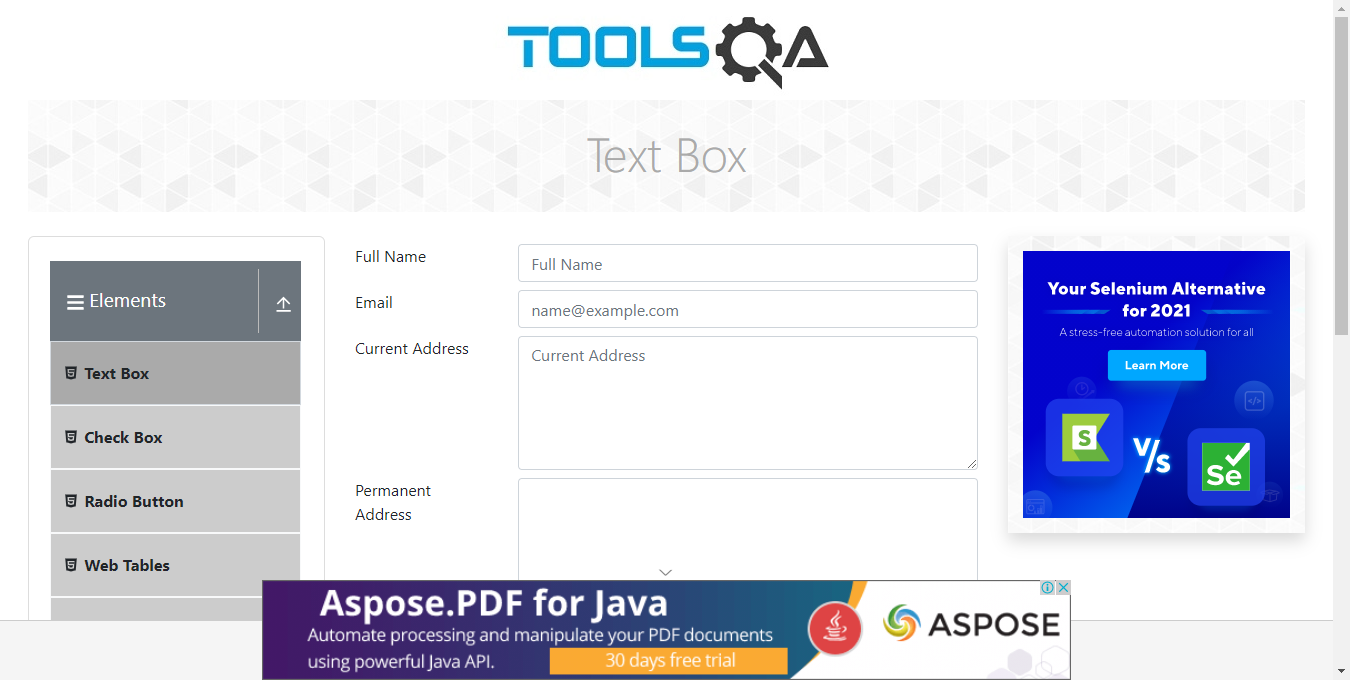 TOOLSQA
Text Box
Elements
Text Box
Check Box
Radio Button
Web Tables
Full Name
Full Name
Email
name@example.com
Current Address
Current Address
Permanent
Address
Your Selenium Alternative
for 2021
A stress-free automation solution for all
Learn More
S
V/s
Se
Aspose.PDF for Java
Automate processing and manipulate your PDF documents
using powerful Java API.
30 days free trial
ASPOSE